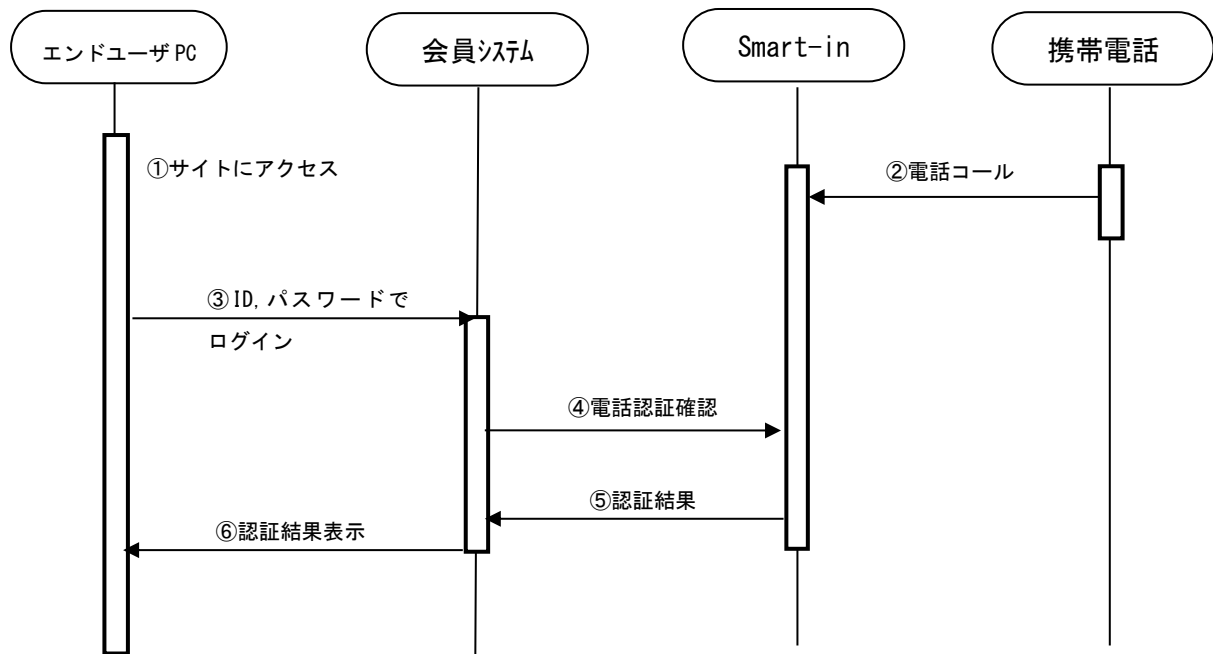 エンドユーザPC
会員システム
Smart-in
携帯電話
①サイトにアクセス
②電話コール
③ID,パスワードで
ログイン
④電話認証確認
⑤認証結果
⑥認証結果表示